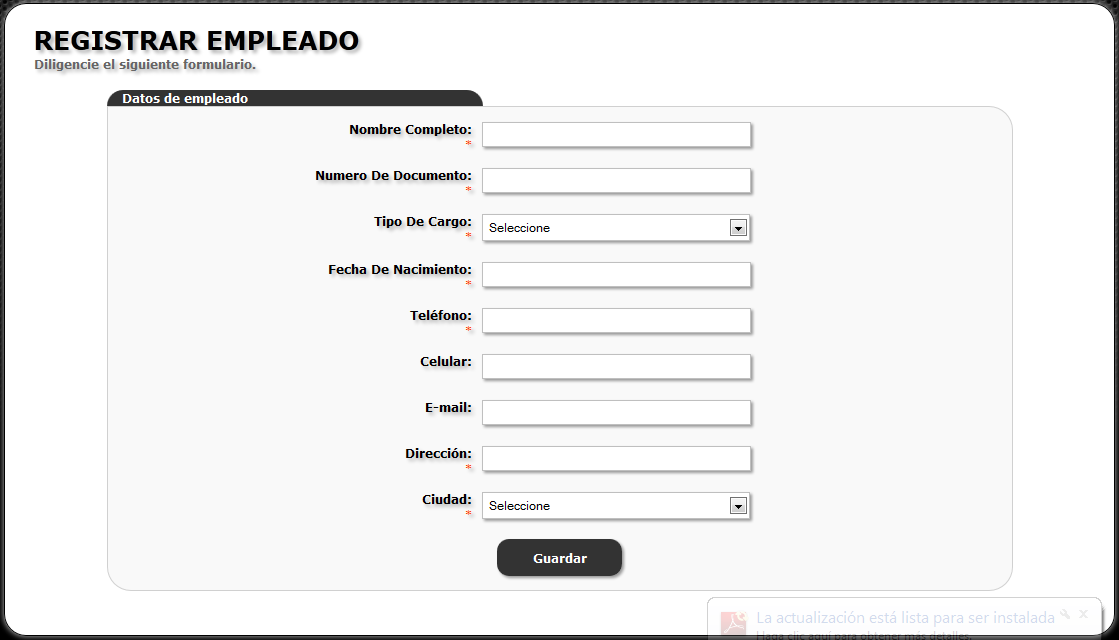 REGISTRAR EMPLEADO
Diligencie el siguiente formulario.
Datos de empleado
Nombre Completo:
*
Numero De Documento:
*
Tipo De Cargo:
*
Seleccione
Fecha De Nacimiento:
*
Teléfono:
*
Celular:
E-mail:
Dirección:
*
Ciudad:
*
Seleccione
Guardar
La actualización está lista para ser instalada
Haga clic aquí para obtener más detalles.